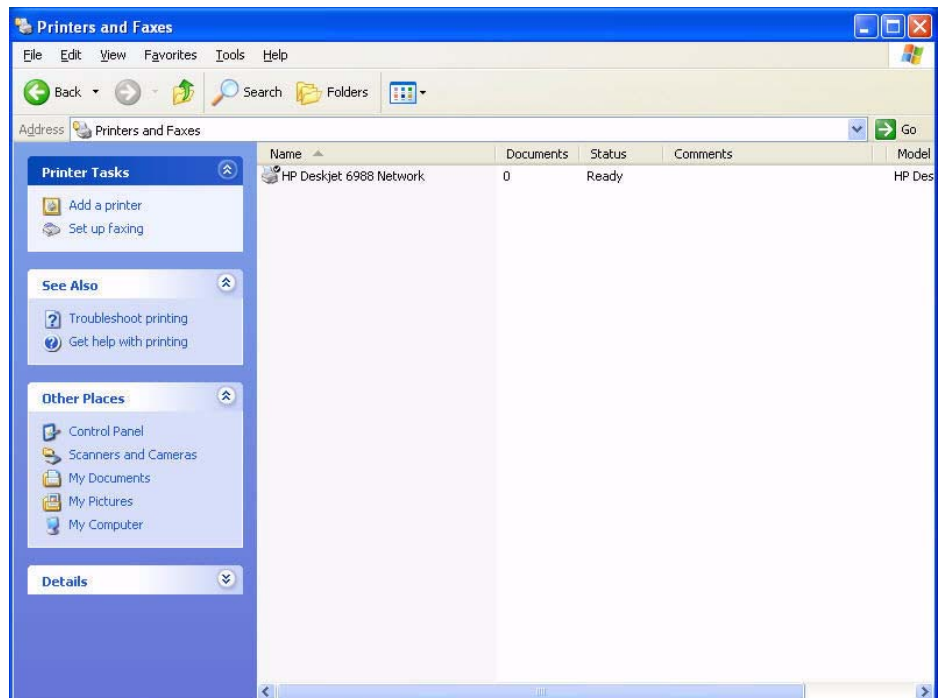 Printers and Faxes
File Edit View Favorites Tools Help
Back Search Folders
Address Printers and Faxes Go
Name Documents Status Comments Model
HP Deskjet 6988 Network 0 Ready HP Des
Printer Tasks
Add a printer
Set up faxing
See Also
Troubleshoot printing
Get help with printing
Other Places
Control Panel
Scanners and Cameras
My Documents
My Pictures
My Computer
Details